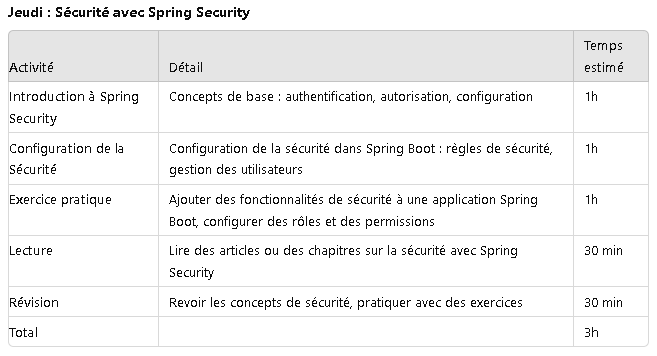 Jeudi : Sécurité avec Spring Security
Activité
Détail
Temps
estimé
Introduction à Spring
Security
Concepts de base : authentification, autorisation, configuration
1h
Configuration de la
Sécurité
Configuration de la sécurité dans Spring Boot : règles de sécurité,
gestion des utilisateurs
1h
Exercice pratique
Ajouter des fonctionnalités de sécurité à une application Spring
Boot, configurer des rôles et des permissions
1h
Lecture
Lire des articles ou des chapitres sur la sécurité avec Spring
Security
30 min
Révision
Revoir les concepts de sécurité, pratiquer avec des exercices
30 min
Total
3h